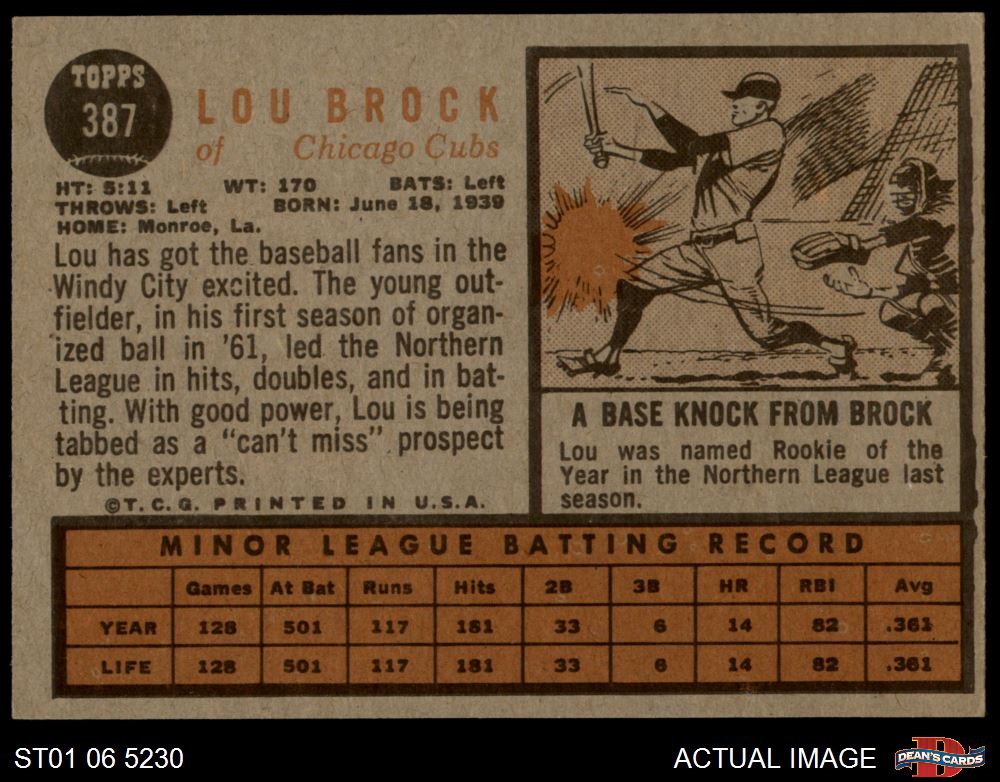 TOPPS
387
LOU BROCK
of Chicago Cubs
HT: 5:11 WT: 170 BATS: Left
THROWS: Left BORN: June 18, 1939
HOME: Monroe, La.
Lou has got the baseball fans in the
Windy City excited. The young out-
fielder, in his first season of organ-
ized ball in '61, led the Northern
League in hits, doubles, and in bat-
ting. With good power, Lou is being
tabbed as a "can't miss" prospect
by the experts.
©T.C.G. PRINTED IN U.S.A.
A BASE KNOCK FROM BROCK
Lou was named Rookie of the
Year in the Northern League last
season.
MINOR LEAGUE BATTING RECORD
Games At Bat Runs Hits 2B 3B HR RBI Avg
YEAR 128 501 117 181 33 6 14 82 .361
LIFE 128 501 117 181 33 6 14 82 .361
ST01 06 5230
ACTUAL IMAGE
D
DEAN'S CARDS